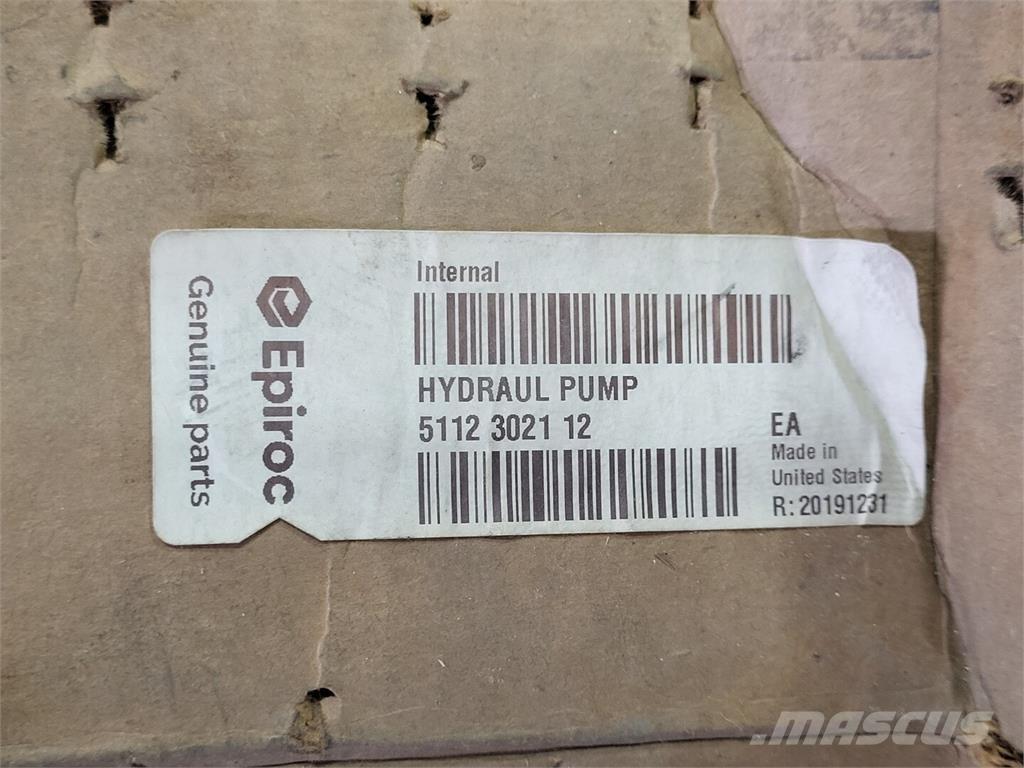 Genuine parts
Epiroc
Internal
HYDRAUL PUMP
5112 3021 12
EA
Made in
United States
R: 20191231
MASCUS